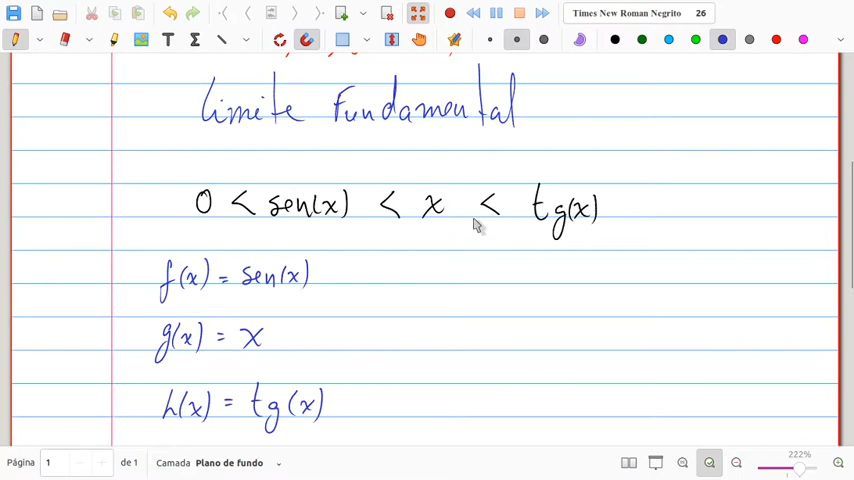 Times New Roman Negrito 26
Limite Fundamental
0 < sen(x) < x < tg(x)
f(x) = sen(x)
g(x) = x
h(x) = tg(x)
Página 1 de 1 Camada Plano de fundo 222%